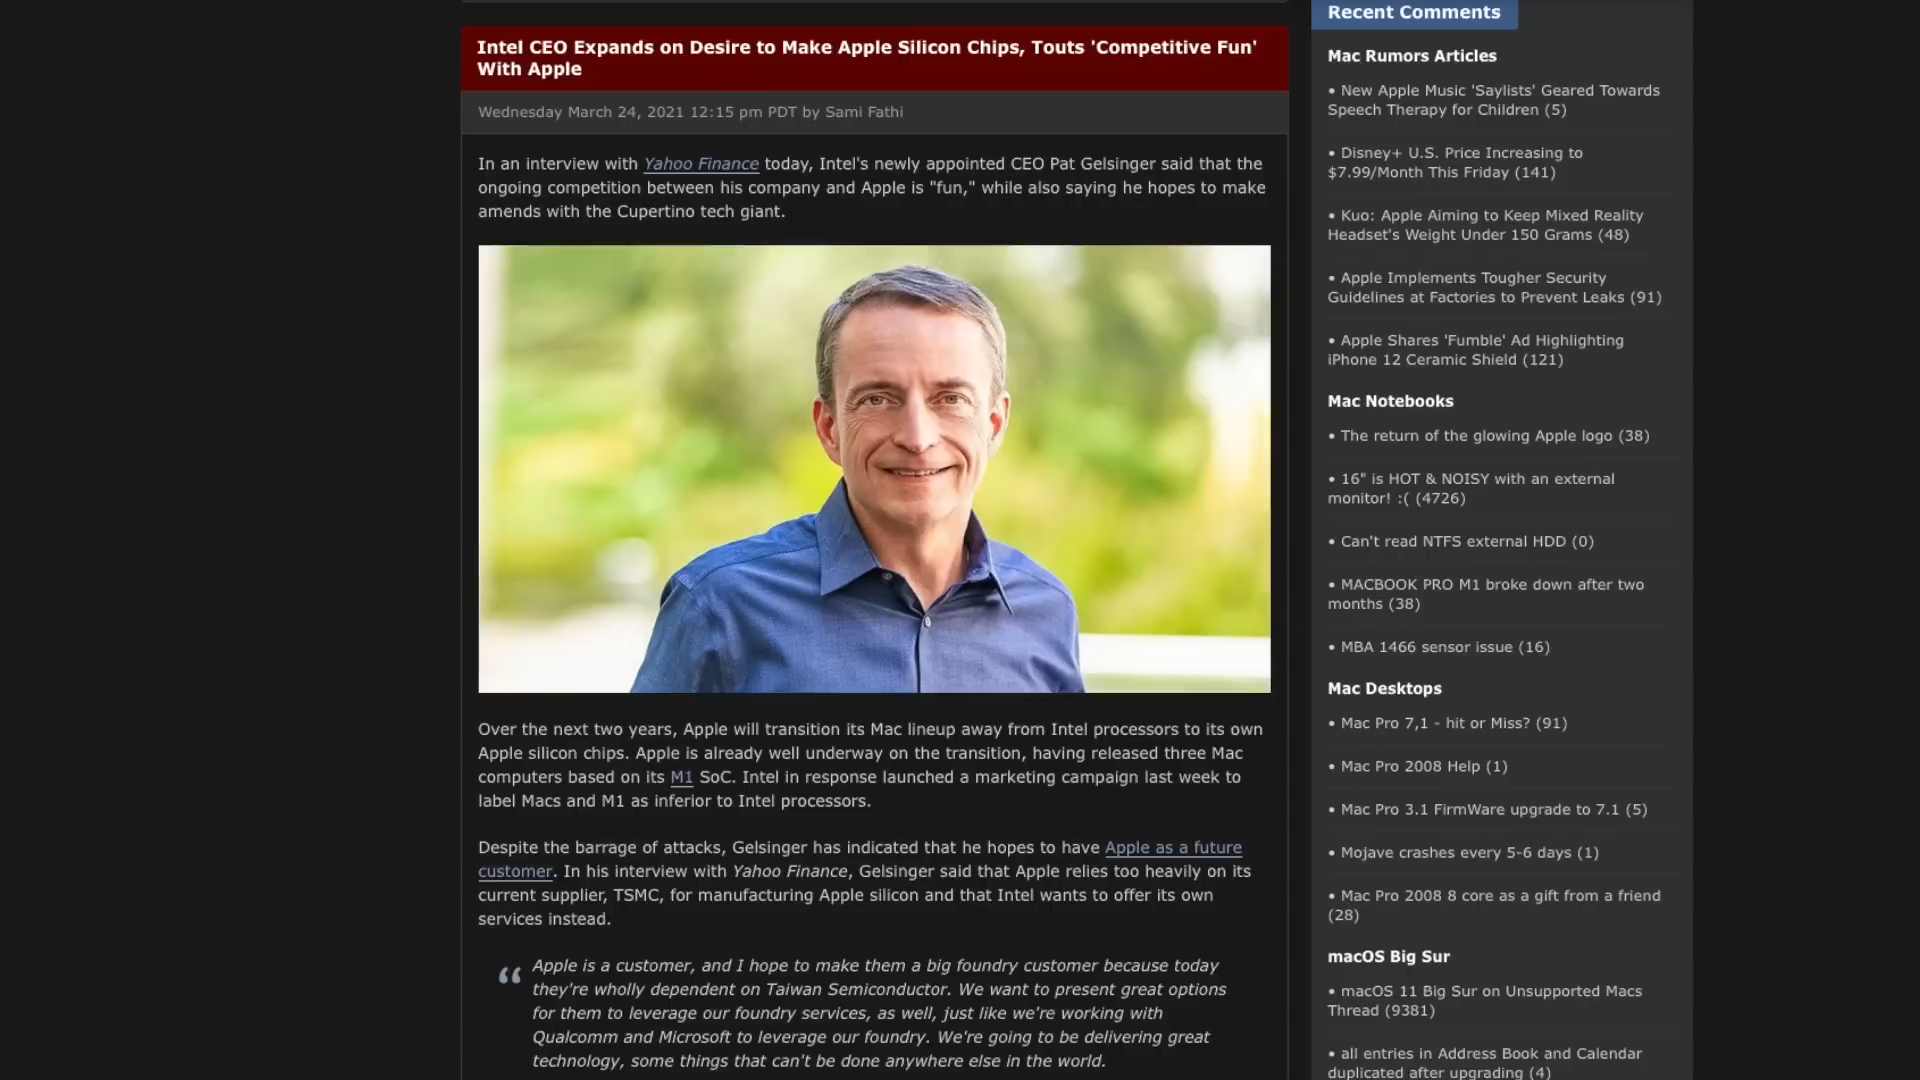 Intel CEO Expands on Desire to Make Apple Silicon Chips, Touts 'Competitive Fun'
With Apple
Wednesday March 24, 2021 12:15 pm PDT by Sami Fathi
In an interview with Yahoo Finance today, Intel's newly appointed CEO Pat Gelsinger said that the
ongoing competition between his company and Apple is "fun," while also saying he hopes to make
amends with the Cupertino tech giant.
Over the next two years, Apple will transition its Mac lineup away from Intel processors to its own
Apple silicon chips. Apple is already well underway on the transition, having released three Mac
computers based on its M1 SoC. Intel in response launched a marketing campaign last week to
label Macs and M1 as inferior to Intel processors.
Despite the barrage of attacks, Gelsinger has indicated that he hopes to have Apple as a future
customer. In his interview with Yahoo Finance, Gelsinger said that Apple relies too heavily on its
current supplier, TSMC, for manufacturing Apple silicon and that Intel wants to offer its own
services instead.
“ Apple is a customer, and I hope to make them a big foundry customer because today
they're wholly dependent on Taiwan Semiconductor. We want to present great options
for them to leverage our foundry services, as well, just like we're working with
Qualcomm and Microsoft to leverage our foundry. We're going to be delivering great
technology, some things that can't be done anywhere else in the world.
Recent Comments
Mac Rumors Articles
• New Apple Music 'Saylists' Geared Towards
Speech Therapy for Children (5)
• Disney+ U.S. Price Increasing to
$7.99/Month This Friday (141)
• Kuo: Apple Aiming to Keep Mixed Reality
Headset's Weight Under 150 Grams (48)
• Apple Implements Tougher Security
Guidelines at Factories to Prevent Leaks (91)
• Apple Shares 'Fumble' Ad Highlighting
iPhone 12 Ceramic Shield (121)
Mac Notebooks
• The return of the glowing Apple logo (38)
• 16" is HOT & NOISY with an external
monitor! :( (4726)
• Can't read NTFS external HDD (0)
• MACBOOK PRO M1 broke down after two
months (38)
• MBA 1466 sensor issue (16)
Mac Desktops
• Mac Pro 7,1 - hit or Miss? (91)
• Mac Pro 2008 Help (1)
• Mac Pro 3.1 FirmWare upgrade to 7.1 (5)
• Mojave crashes every 5-6 days (1)
• Mac Pro 2008 8 core as a gift from a friend
(28)
macOS Big Sur
• macOS 11 Big Sur on Unsupported Macs
Thread (9381)
• all entries in Address Book and Calendar
duplicated after upgrading (4)